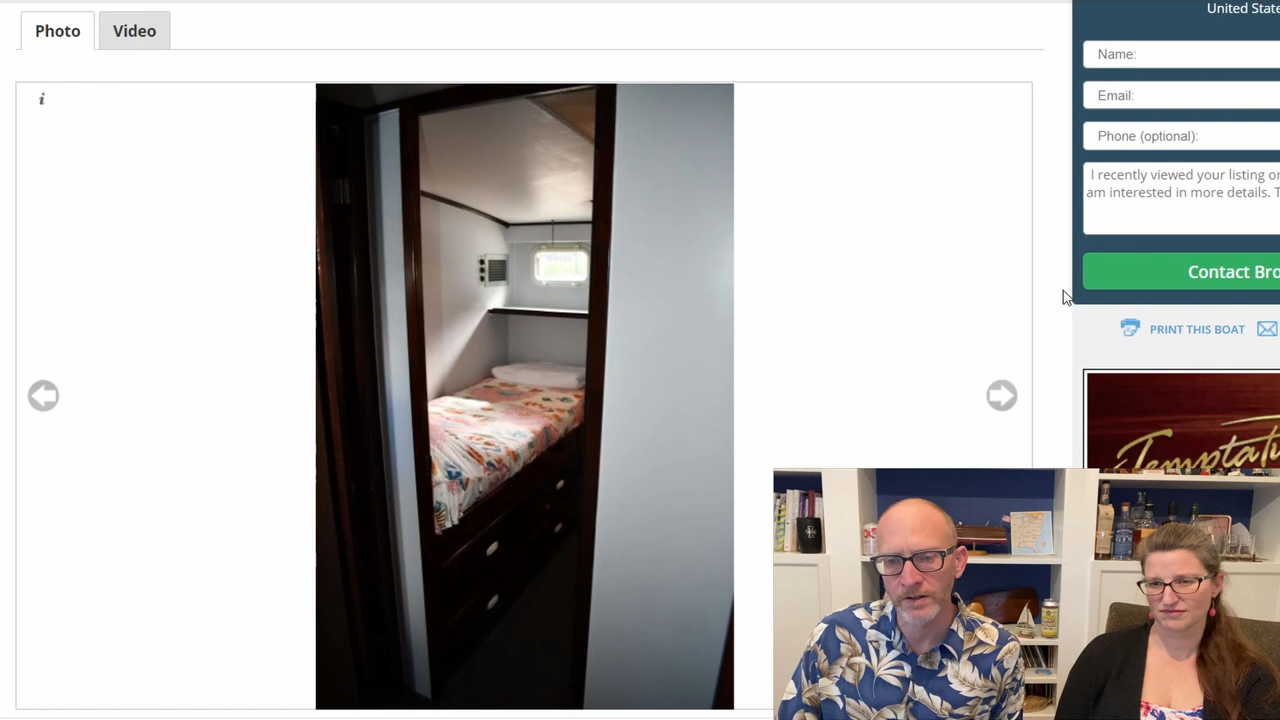 Photo
Video
i
United State
Name:
Email:
Phone (optional):
I recently viewed your listing or
am interested in more details. T
Contact Bro
PRINT THIS BOAT
Temptati